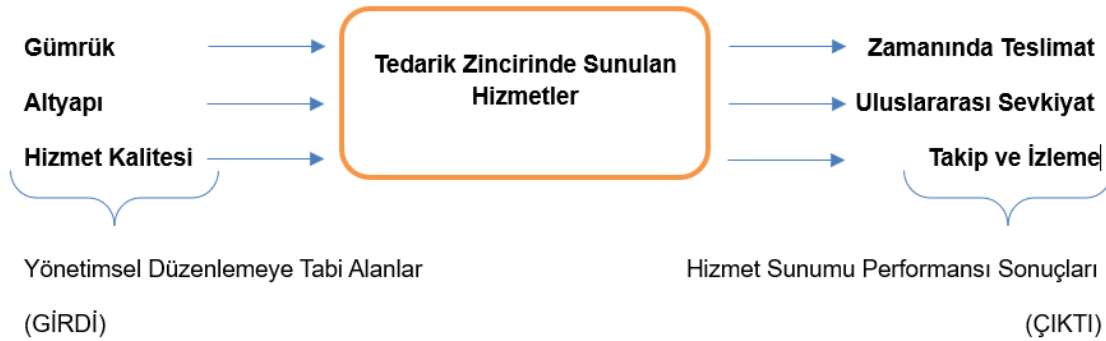 Gümrük
Altyapı
Hizmet Kalitesi
Tedarik Zincirinde Sunulan
Hizmetler
Zamanında Teslimat
Uluslararası Sevkiyat
Takip ve İzleme
Yönetimsel Düzenlemeye Tabi Alanlar
(GİRDİ)
Hizmet Sunumu Performansı Sonuçları
(ÇIKTI)